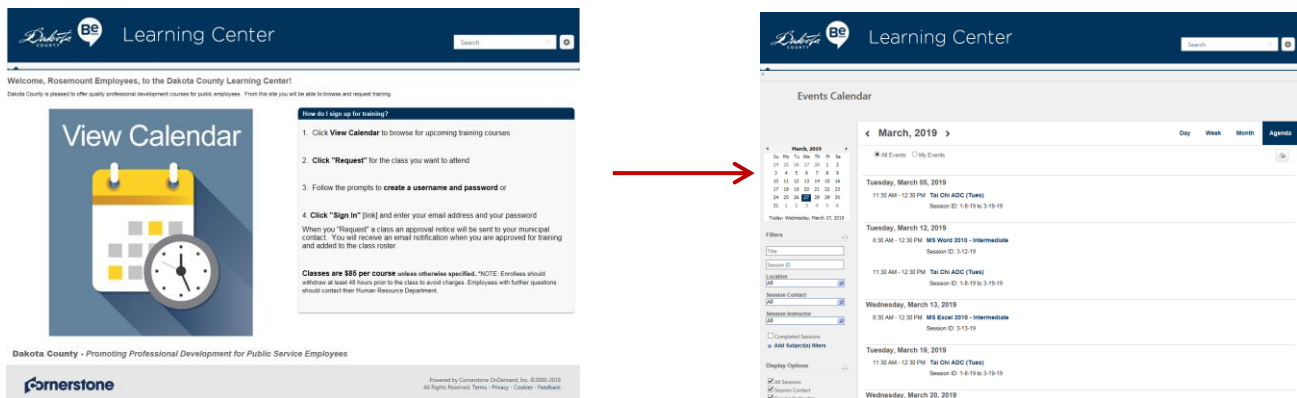 Dakota
COUNTY
Be
Learning Center
Search
Welcome, Rosemount Employees, to the Dakota County Learning Center!
Dakota County is pleased to offer quality professional development courses for public employees. From this site you will be able to browse and request training.
View Calendar
How do I sign up for training?
1. Click View Calendar to browse for upcoming training courses
2. Click "Request" for the class you want to attend
3. Follow the prompts to create a username and password or
4. Click "Sign In" [link] and enter your email address and your password
When you "Request" a class an approval notice will be sent to your municipal
contact. You will receive an email notification when you are approved for training
and added to the class roster
Classes are $85 per course unless otherwise specified. *NOTE: Enrollees should
withdraw at least 48 hours prior to the class to avoid charges. Employees with further questions
should contact their Human Resource Department.
Dakota County - Promoting Professional Development for Public Service Employees
cornerstone
Powered by Cornerstone OnDemand, Inc. ©2000-2019
All Rights Reserved. Terms - Privacy - Cookies - Feedback
Dakota
COUNTY
Be
Learning Center
Search
Events Calendar
March, 2019
Day Week Month Agenda
All Events My Events
March, 2019
Su Mo Tu We Th Fr Sa
24 25 26 27 28 1 2
3 4 5 6 7 8 9
10 11 12 13 14 15 16
17 18 19 20 21 22 23
24 25 26 27 28 29 30
31 1 2 3 4 5 6
Today: Wednesday, March 27, 2019
Filters
Title
Session ID
Location
All
Session Contact
All
Session Instructor
All
Completed Sessions
Add Subject(s) filters
Display Options
All Sessions
Session Contact
Session Instructor
Tuesday, March 05, 2019
11:30 AM - 12:30 PM Tai Chi ADC (Tues)
Session ID: 1-8-19 to 3-19-19
Tuesday, March 12, 2019
8:30 AM - 12:30 PM MS Word 2010 - Intermediate
Session ID: 3-12-19
11:30 AM - 12:30 PM Tai Chi ADC (Tues)
Session ID: 1-8-19 to 3-19-19
Wednesday, March 13, 2019
8:30 AM - 12:30 PM MS Excel 2010 - Intermediate
Session ID: 3-13-19
Tuesday, March 19, 2019
11:30 AM - 12:30 PM Tai Chi ADC (Tues)
Session ID: 1-8-19 to 3-19-19
Wednesday, March 20, 2019